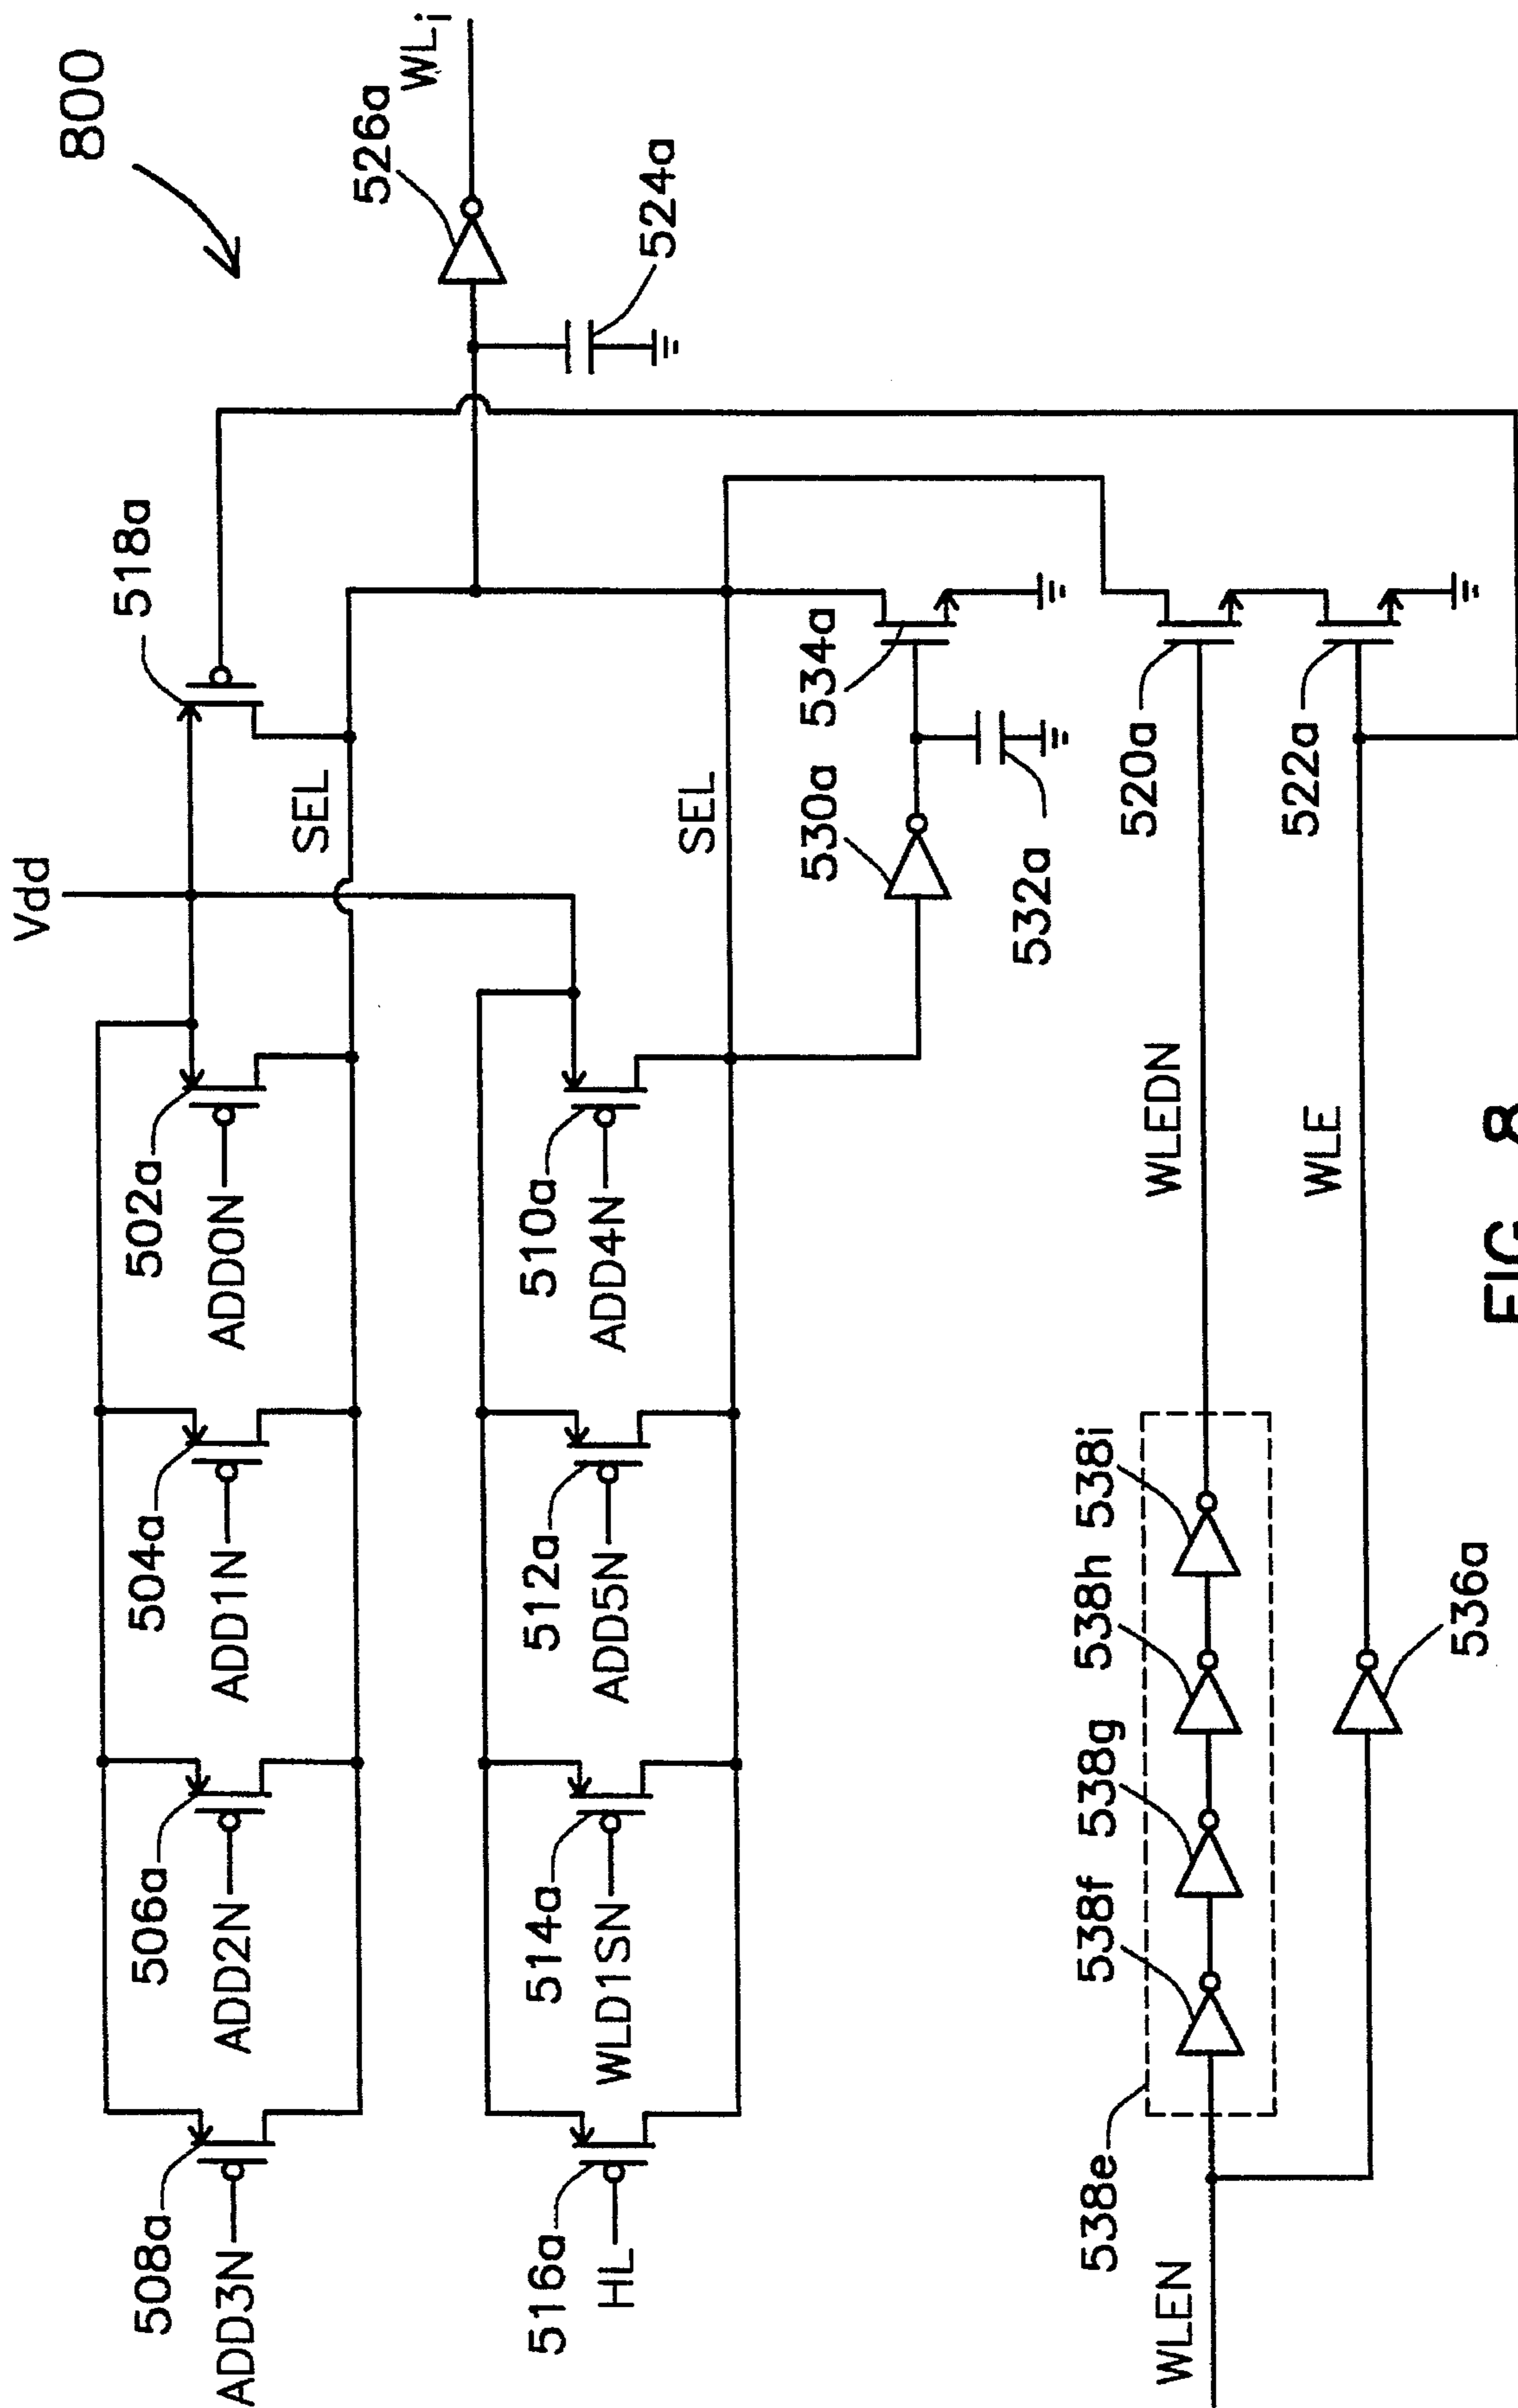 800
Vdd
518a
526a
WLi
524a
SEL
508a
506a
504a
502a
ADD3N
ADD2N
ADD1N
ADD0N
SEL
516a
514a
512a
510a
HL
WLD1SN
ADD5N
ADD4N
530a
534a
532a
538e
538f
538g
538h
538i
WLEN
WLEDN
520a
WLE
522a
536a
FIG. 8